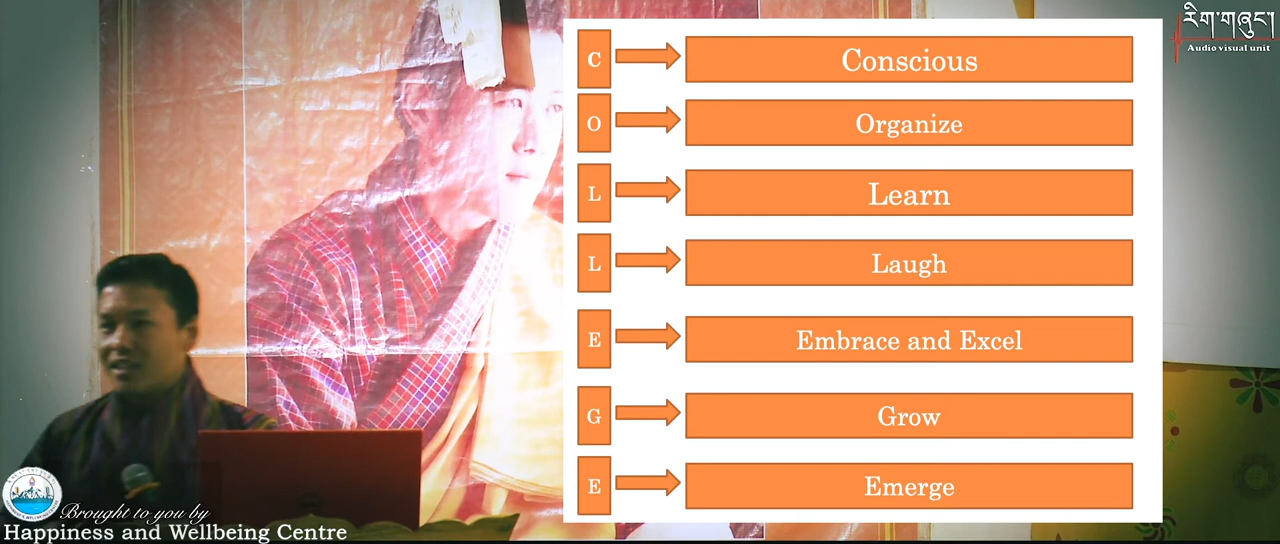 C
Conscious
O
Organize
L
Learn
L
Laugh
E
Embrace and Excel
G
Grow
E
Emerge
རིག་གཞུང་།
Audio visual unit
Brought to you by
Happiness and Wellbeing Centre